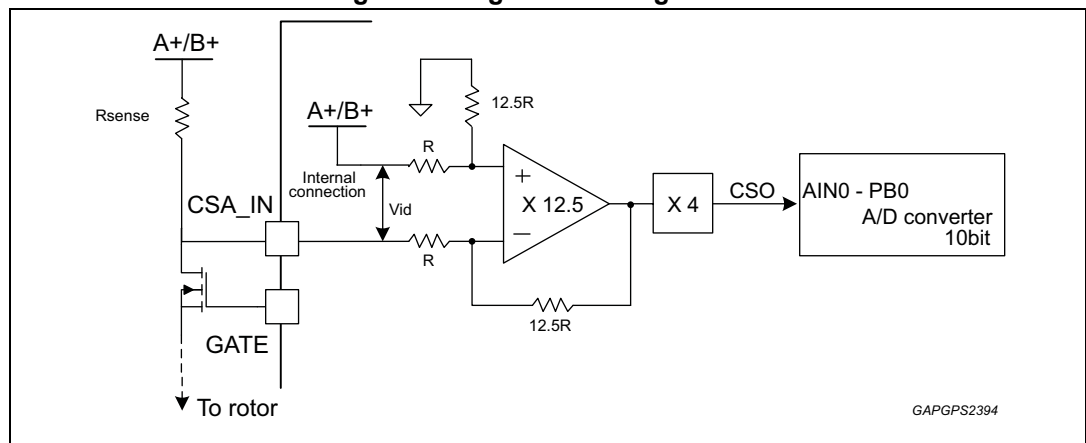 A+/B+
Rsense
A+/B+
12.5R
R
Internal
connection
Vid
CSA_IN
+
X 12.5
−
R
12.5R
X 4
CSO
AIN0 - PB0
A/D converter
10bit
GATE
To rotor
GAPGPS2394